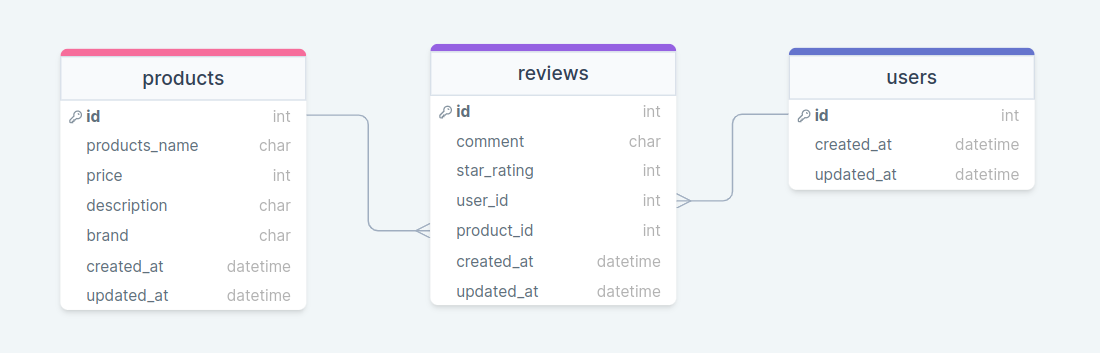 products
id int
products_name char
price int
description char
brand char
created_at datetime
updated_at datetime
reviews
id int
comment char
star_rating int
user_id int
product_id int
created_at datetime
updated_at datetime
users
id int
created_at datetime
updated_at datetime